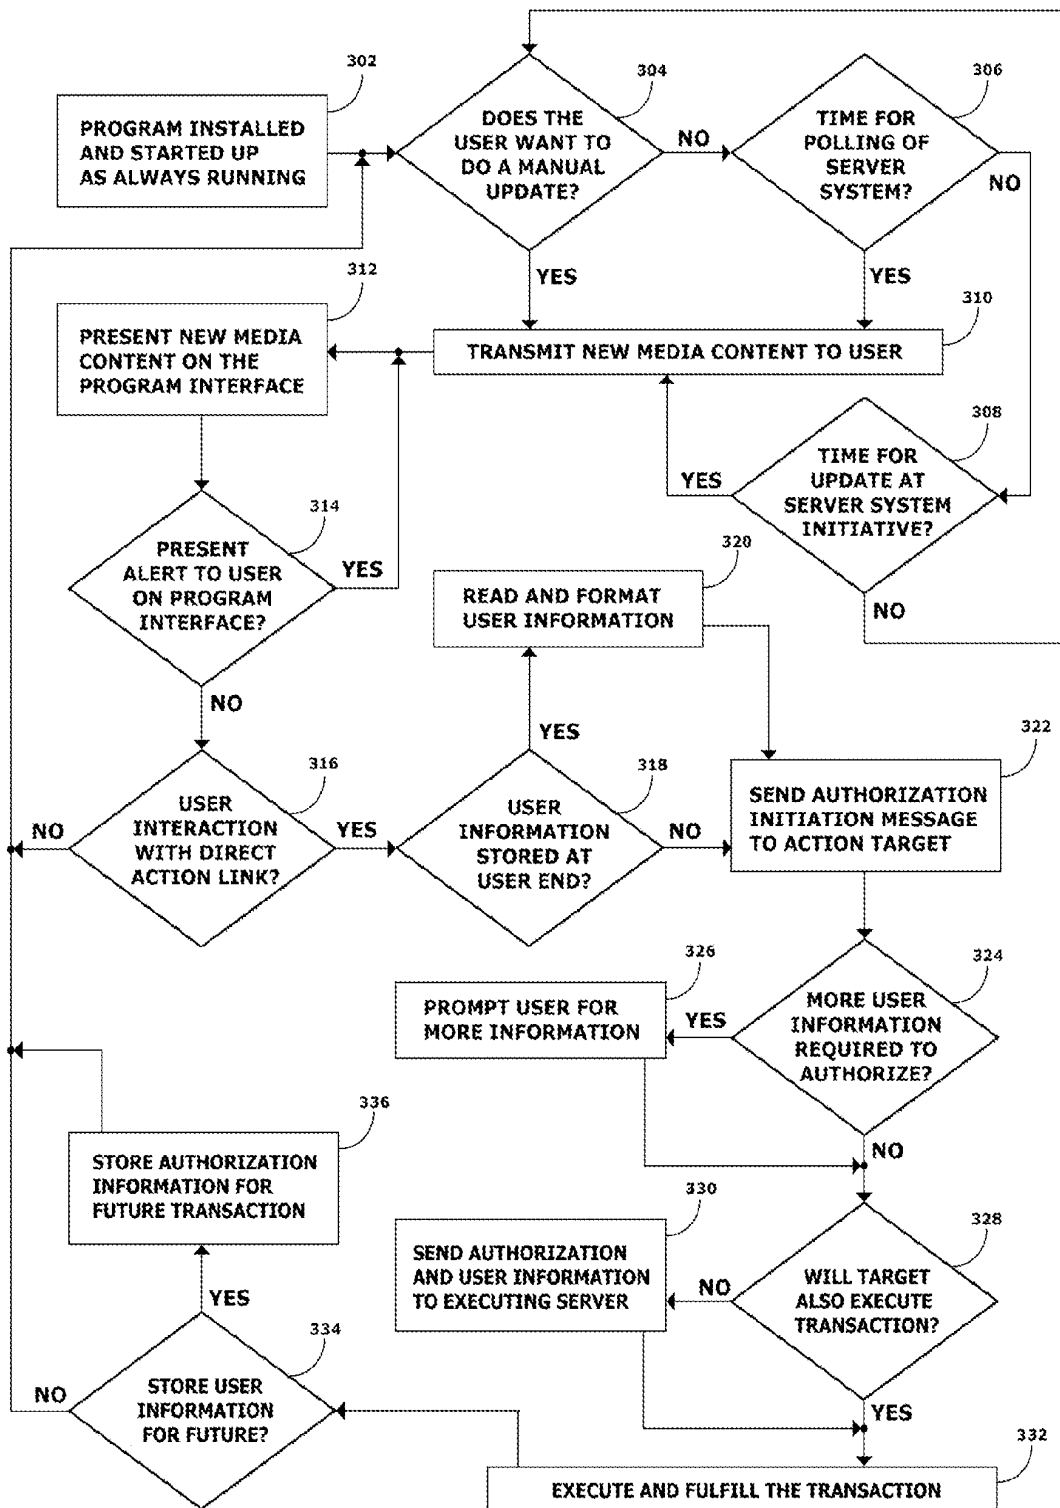 302
PROGRAM INSTALLED
AND STARTED UP
AS ALWAYS RUNNING
304
DOES THE
USER WANT TO
DO A MANUAL
UPDATE?
NO
YES
306
TIME FOR
POLLING OF
SERVER
SYSTEM?
NO
YES
312
PRESENT NEW MEDIA
CONTENT ON THE
PROGRAM INTERFACE
310
TRANSMIT NEW MEDIA CONTENT TO USER
308
TIME FOR
UPDATE AT
SERVER SYSTEM
INITIATIVE?
YES
NO
314
PRESENT
ALERT TO USER
ON PROGRAM
INTERFACE?
YES
NO
320
READ AND FORMAT
USER INFORMATION
316
USER
INTERACTION
WITH DIRECT
ACTION LINK?
NO
YES
318
USER
INFORMATION
STORED AT
USER END?
YES
NO
322
SEND AUTHORIZATION
INITIATION MESSAGE
TO ACTION TARGET
326
PROMPT USER FOR
MORE INFORMATION
324
MORE USER
INFORMATION
REQUIRED TO
AUTHORIZE?
YES
NO
336
STORE AUTHORIZATION
INFORMATION FOR
FUTURE TRANSACTION
330
SEND AUTHORIZATION
AND USER INFORMATION
TO EXECUTING SERVER
328
WILL TARGET
ALSO EXECUTE
TRANSACTION?
NO
YES
334
STORE USER
INFORMATION
FOR FUTURE?
YES
NO
332
EXECUTE AND FULFILL THE TRANSACTION